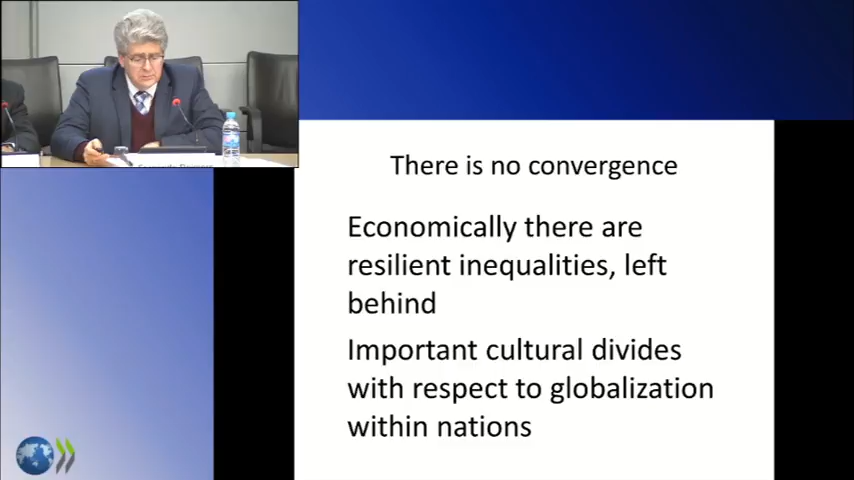 There is no convergence
Economically there are
resilient inequalities, left
behind
Important cultural divides
with respect to globalization
within nations